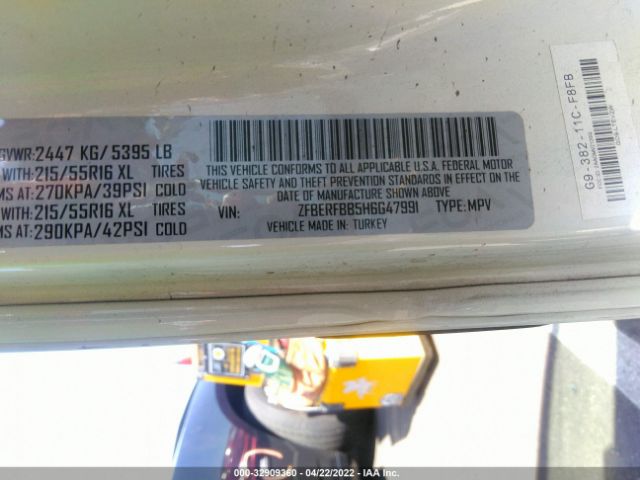 GVWR:2447 KG/5395 LB
WITH:215/55R16 XL TIRES
MS AT:270KPA/39PSI COLD
WITH:215/55R16 XL TIRES
MS AT:290KPA/42PSI COLD
THIS VEHICLE CONFORMS TO ALL APPLICABLE U.S.A. FEDERAL MOTOR
VEHICLE SAFETY AND THEFT PREVENTION STANDARDS IN EFFECT ON THE
DATE OF MANUFACTURE SHOWN ABOVE
VIN: ZFBERFBB5H6G47991 TYPE: MPV
VEHICLE MADE IN: TURKEY
G9-382-11C-F8FB
000-32909360 - 04/22/2022 - IAA Inc.